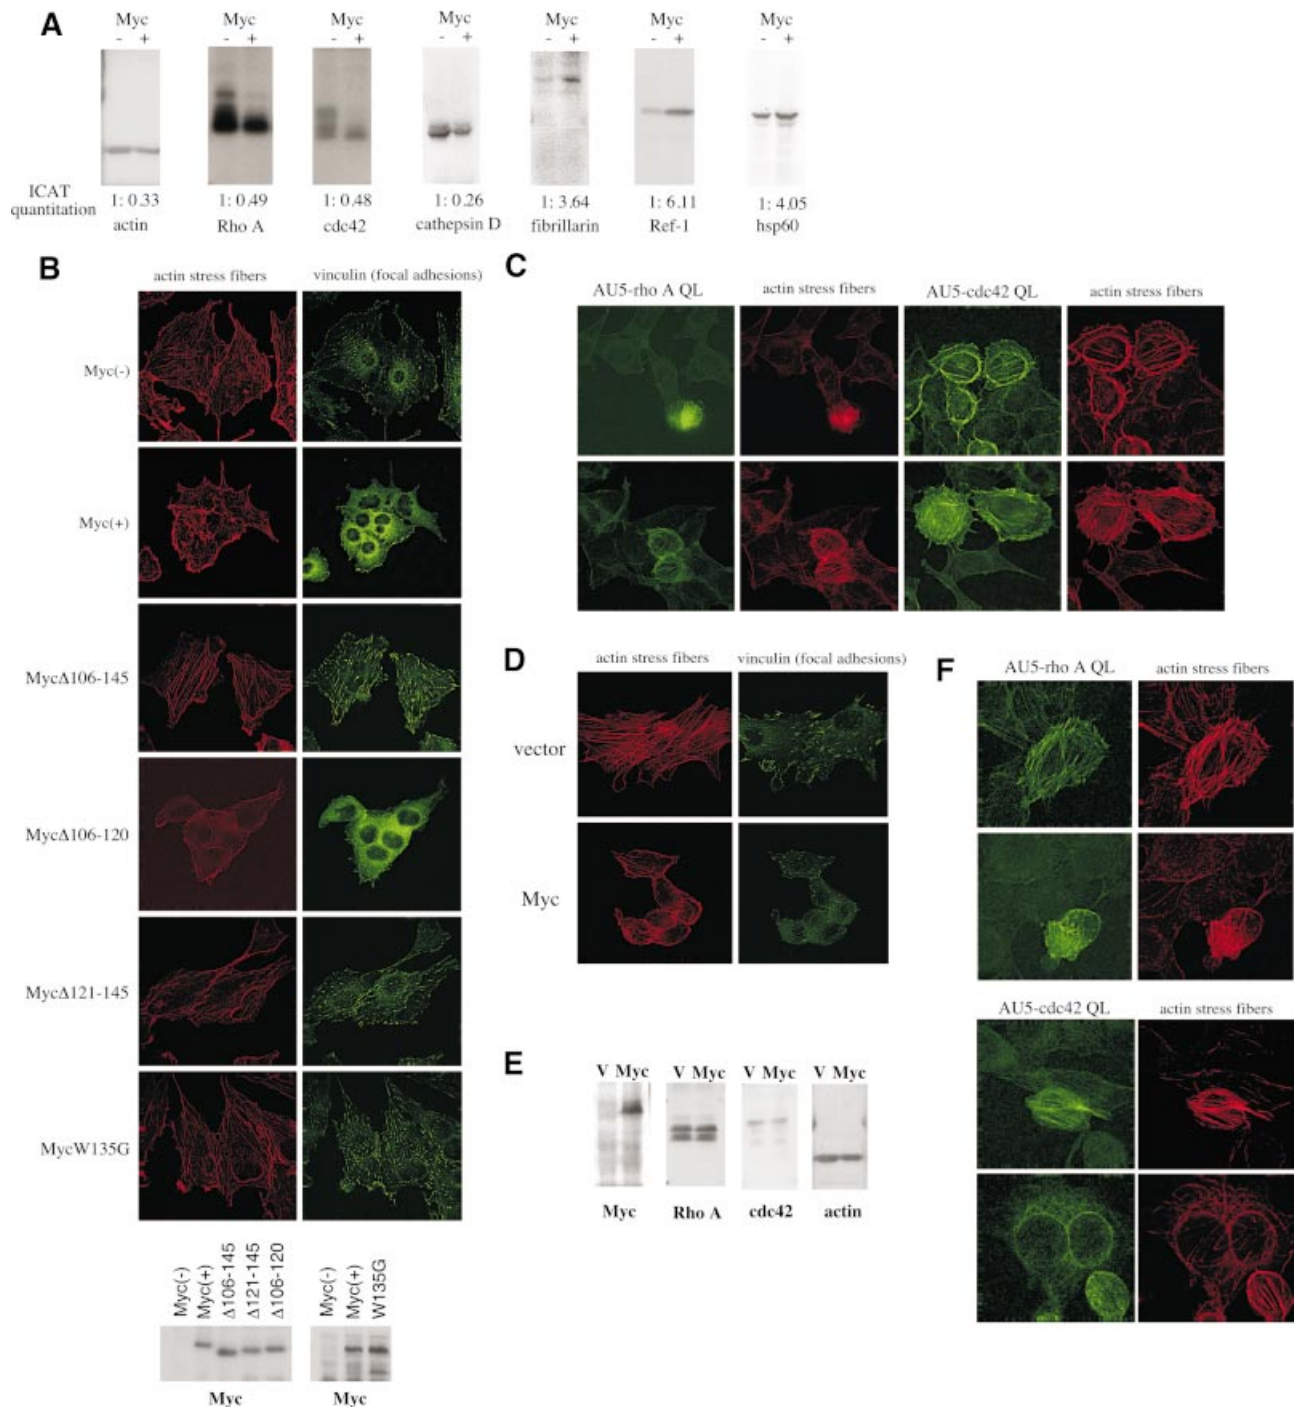 A
Myc Myc Myc Myc Myc Myc Myc
- + - + - + - + - + - + - +
ICAT quantitation
1: 0.33 1: 0.49 1: 0.48 1: 0.26 1: 3.64 1: 6.11 1: 4.05
actin Rho A cdc42 cathepsin D fibrillarin Ref-1 hsp60
B
actin stress fibers vinculin (focal adhesions)
Myc(-)
Myc(+)
MycΔ106-145
MycΔ106-120
MycΔ121-145
MycW135G
Myc(-) Myc(+) Δ106-145 Δ121-145 Δ106-120
Myc
Myc(-) Myc(+) W135G
Myc
C
AU5-rho A QL actin stress fibers AU5-cdc42 QL actin stress fibers
D
actin stress fibers vinculin (focal adhesions)
vector
Myc
E
V Myc V Myc V Myc V Myc
Myc Rho A cdc42 actin
F
AU5-rho A QL actin stress fibers
AU5-cdc42 QL actin stress fibers